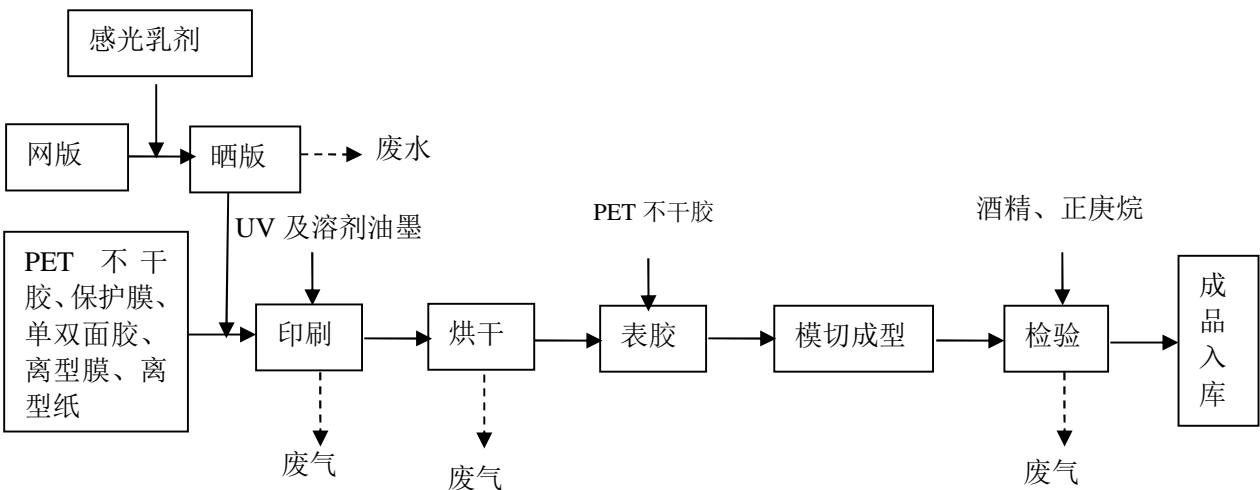 感光乳剂
网版
晒版
废水
UV 及溶剂油墨
PET 不干胶
酒精、正庚烷
PET 不干
胶、保护膜、
单双面胶、
离型膜、离
型纸
印刷
烘干
表胶
模切成型
检验
成
品
入
库
废气
废气
废气